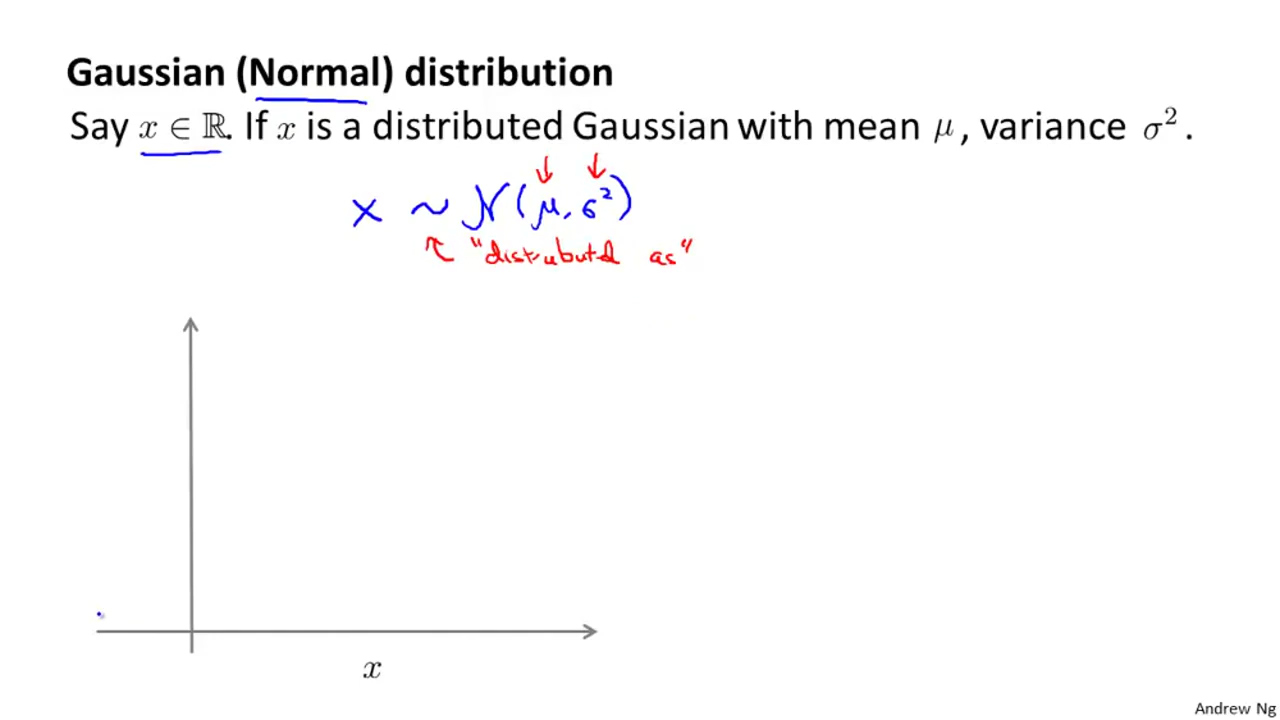 Gaussian (Normal) distribution
Say x ∈ ℝ. If x is a distributed Gaussian with mean μ, variance σ².
x ~ N(μ, σ²)
"distributed as"
x
Andrew Ng